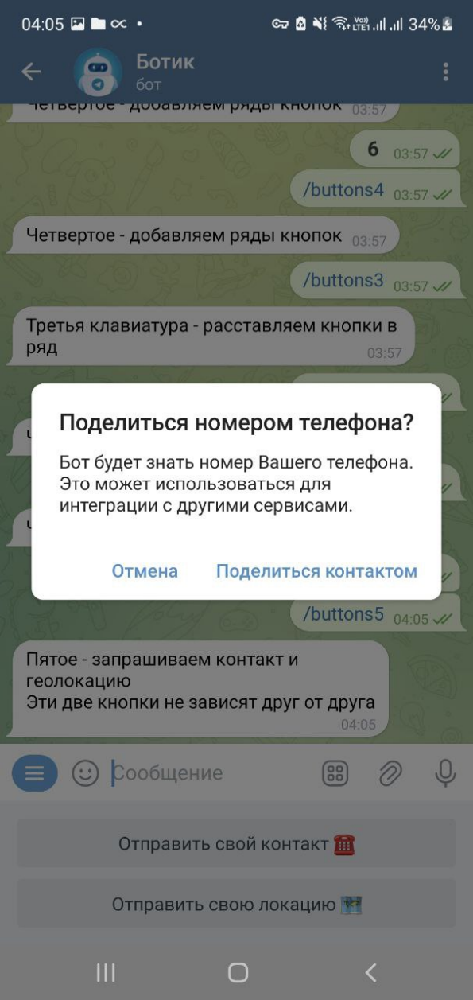 04:05
Vo))
LTE1
34%
Ботик
бот
Четвертое - добавляем ряды кнопок 03:57
6 03:57
/buttons4 03:57
Четвертое - добавляем ряды кнопок 03:57
/buttons3 03:57
Третья клавиатура - расставляем кнопки в
ряд 03:57
Поделиться номером телефона?
Бот будет знать номер Вашего телефона.
Это может использоваться для
интеграции с другими сервисами.
Отмена Поделиться контактом
/buttons5 04:05
Пятое - запрашиваем контакт и
геолокацию
Эти две кнопки не зависят друг от друга
04:05
Сообщение
Отправить свой контакт
Отправить свою локацию